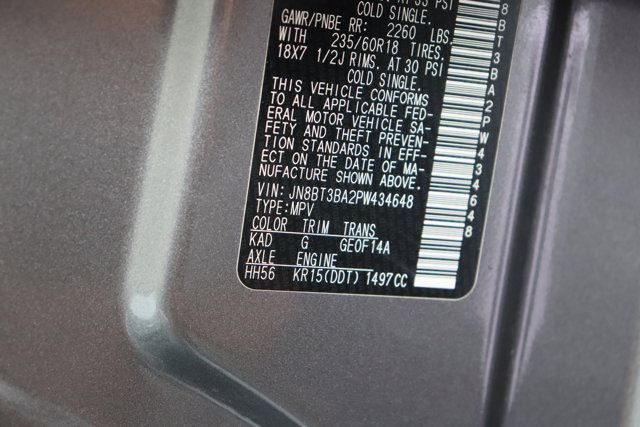 COLD SINGLE.
GAWR/PNBE RR: 2260 LBS.
WITH 235/60R18 TIRES,
18X7 1/2J RIMS, AT 30 PSI
COLD SINGLE.
THIS VEHICLE CONFORMS
TO ALL APPLICABLE FED-
ERAL MOTOR VEHICLE SA-
FETY AND THEFT PREVEN-
TION STANDARDS IN EFF-
ECT ON THE DATE OF MA-
NUFACTURE SHOWN ABOVE.
VIN: JN8BT3BA2PW434648
TYPE:MPV
COLOR TRIM TRANS
KAD G GE0F14A
AXLE ENGINE
HH56 KR15(DDT) 1497CC
8BT3BA2PW434648